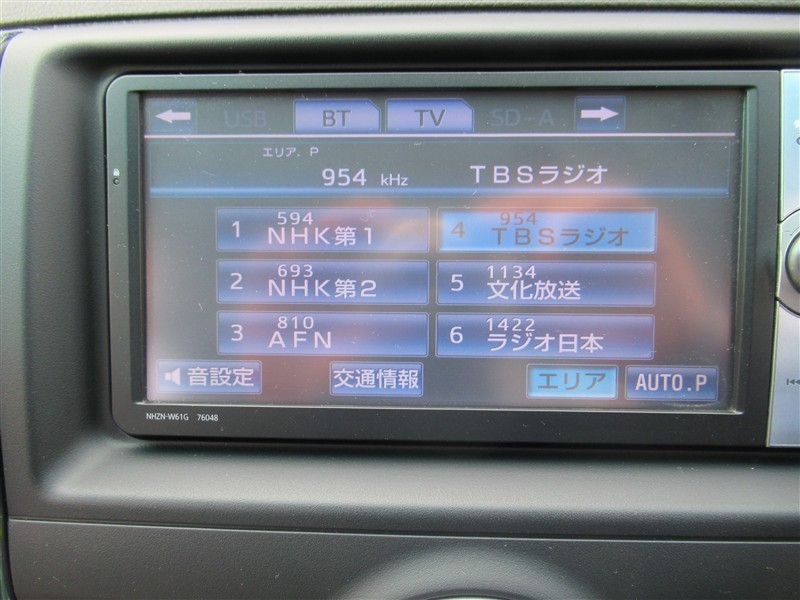 USB BT TV SD-A
エリア.P
954 kHz TBSラジオ
1 594 NHK第1
4 954 TBSラジオ
2 693 NHK第2
5 1134 文化放送
3 810 AFN
6 1422 ラジオ日本
音設定 交通情報 エリア AUTO.P
NHZN-W61G 76048